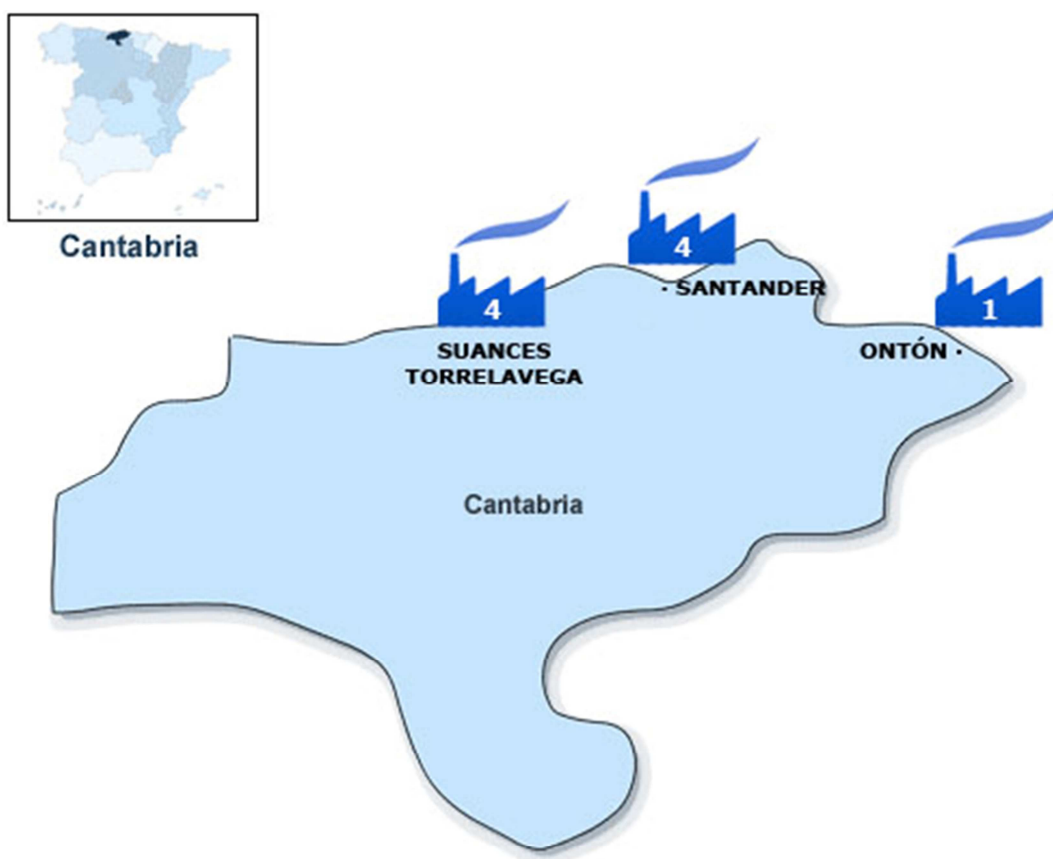 Cantabria
4
SANTANDER
4
1
SUANCES
TORRELAVEGA
ONTÓN
Cantabria